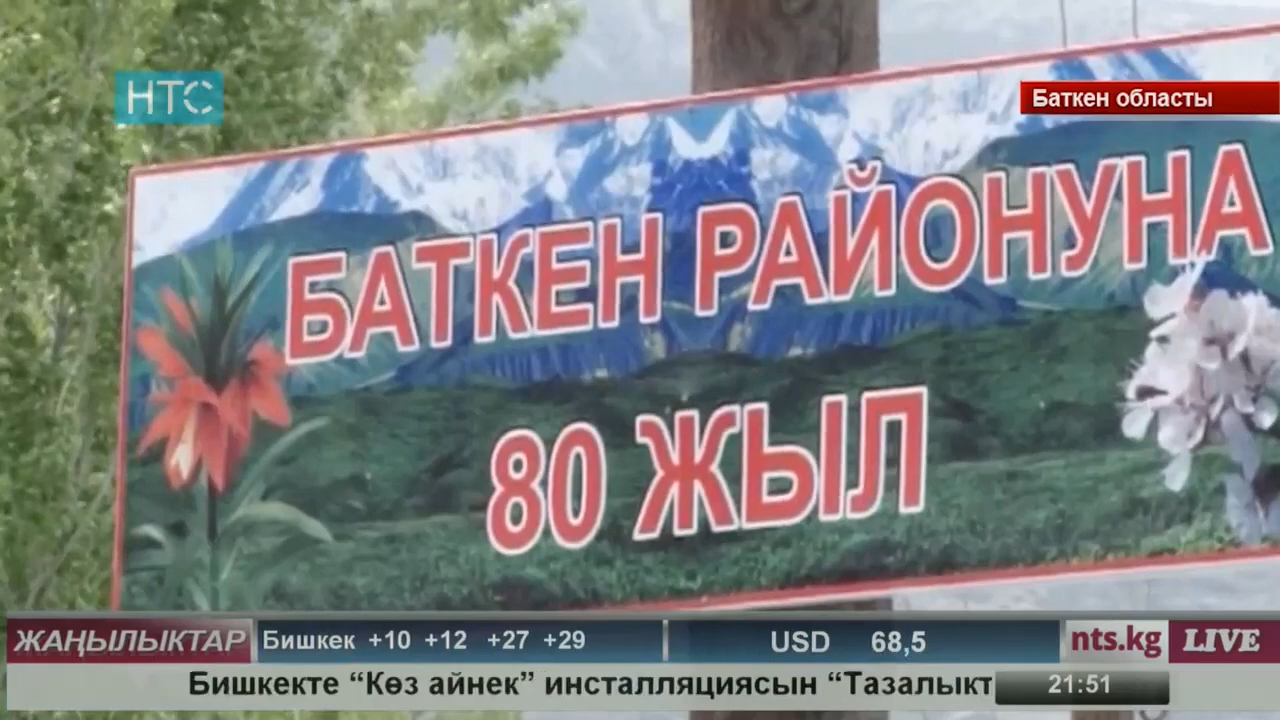 НТС
Баткен областы
БАТКЕН РАЙОНУНА
80 ЖЫЛ
ЖАҢЫЛЫКТАР
Бишкек +10 +12 +27 +29
USD 68,5
nts.kg
LIVE
Бишкекте “Көз айнек” инсталляциясын “Тазалыкт
21:51